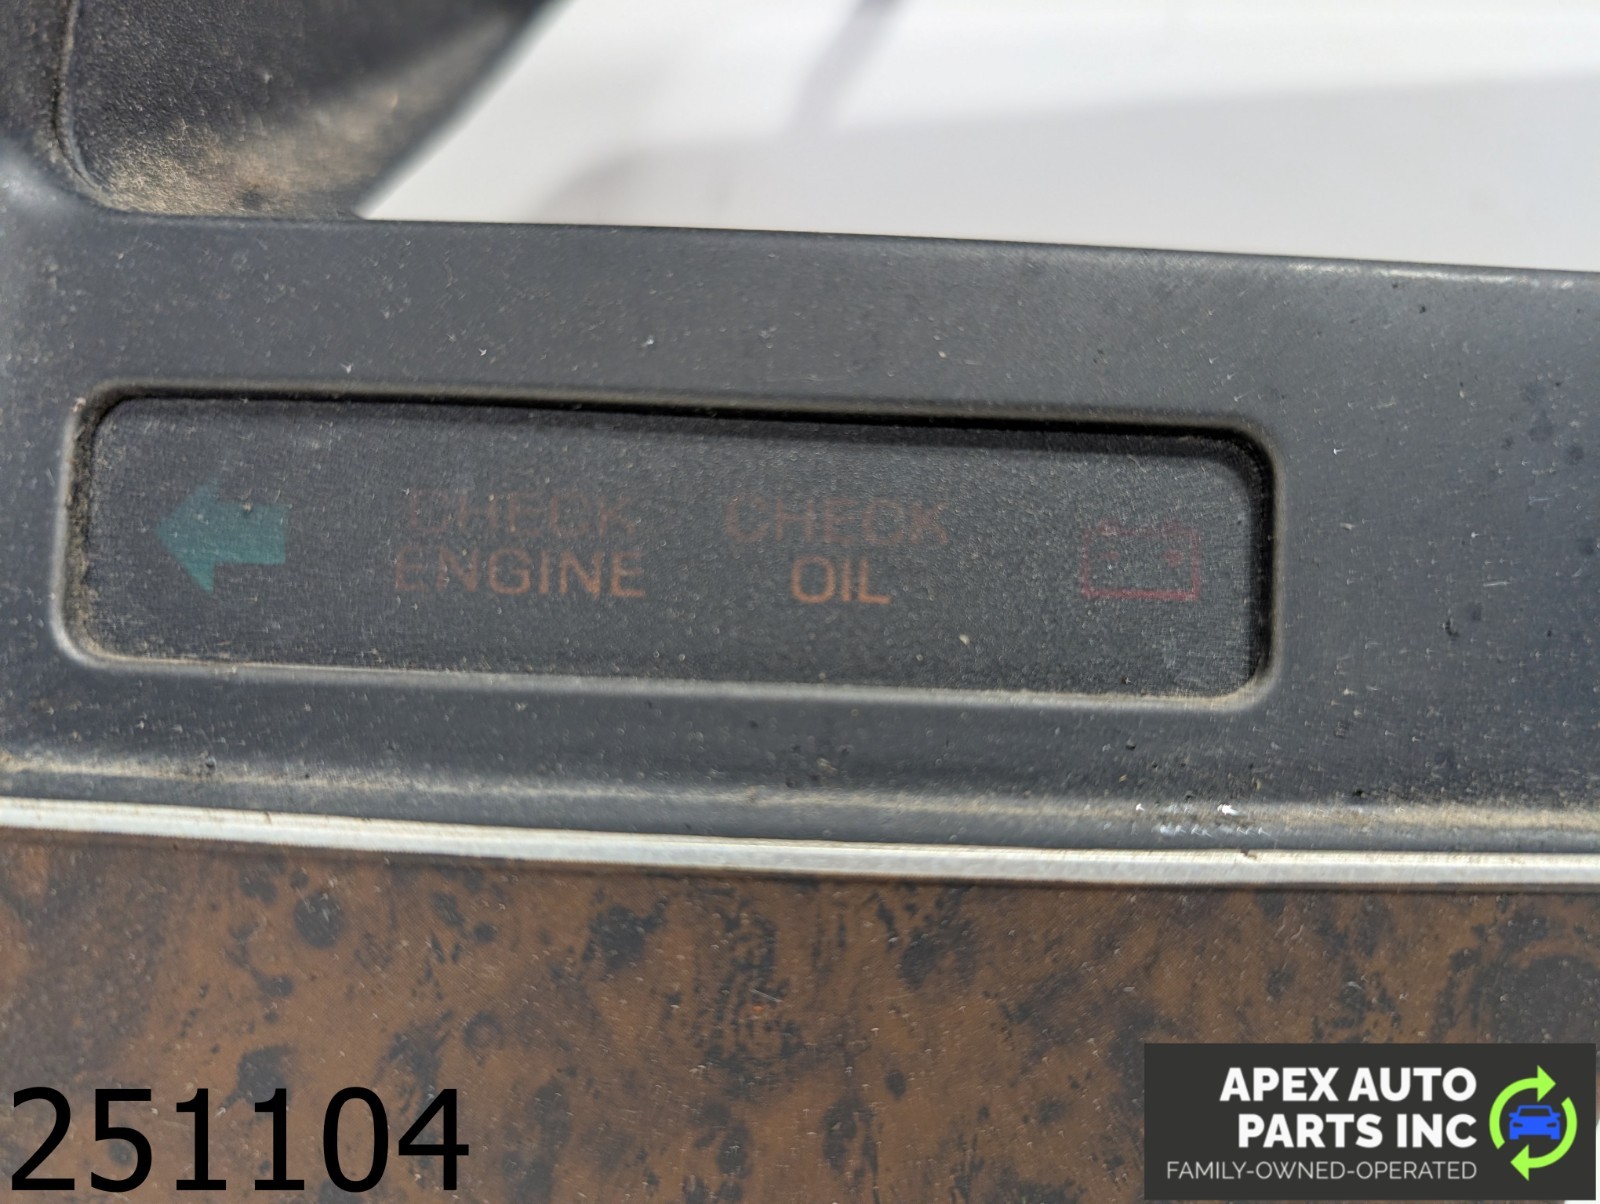 CHECK
ENGINE
CHECK
OIL
251104
APEX AUTO
PARTS INC
FAMILY-OWNED-OPERATED